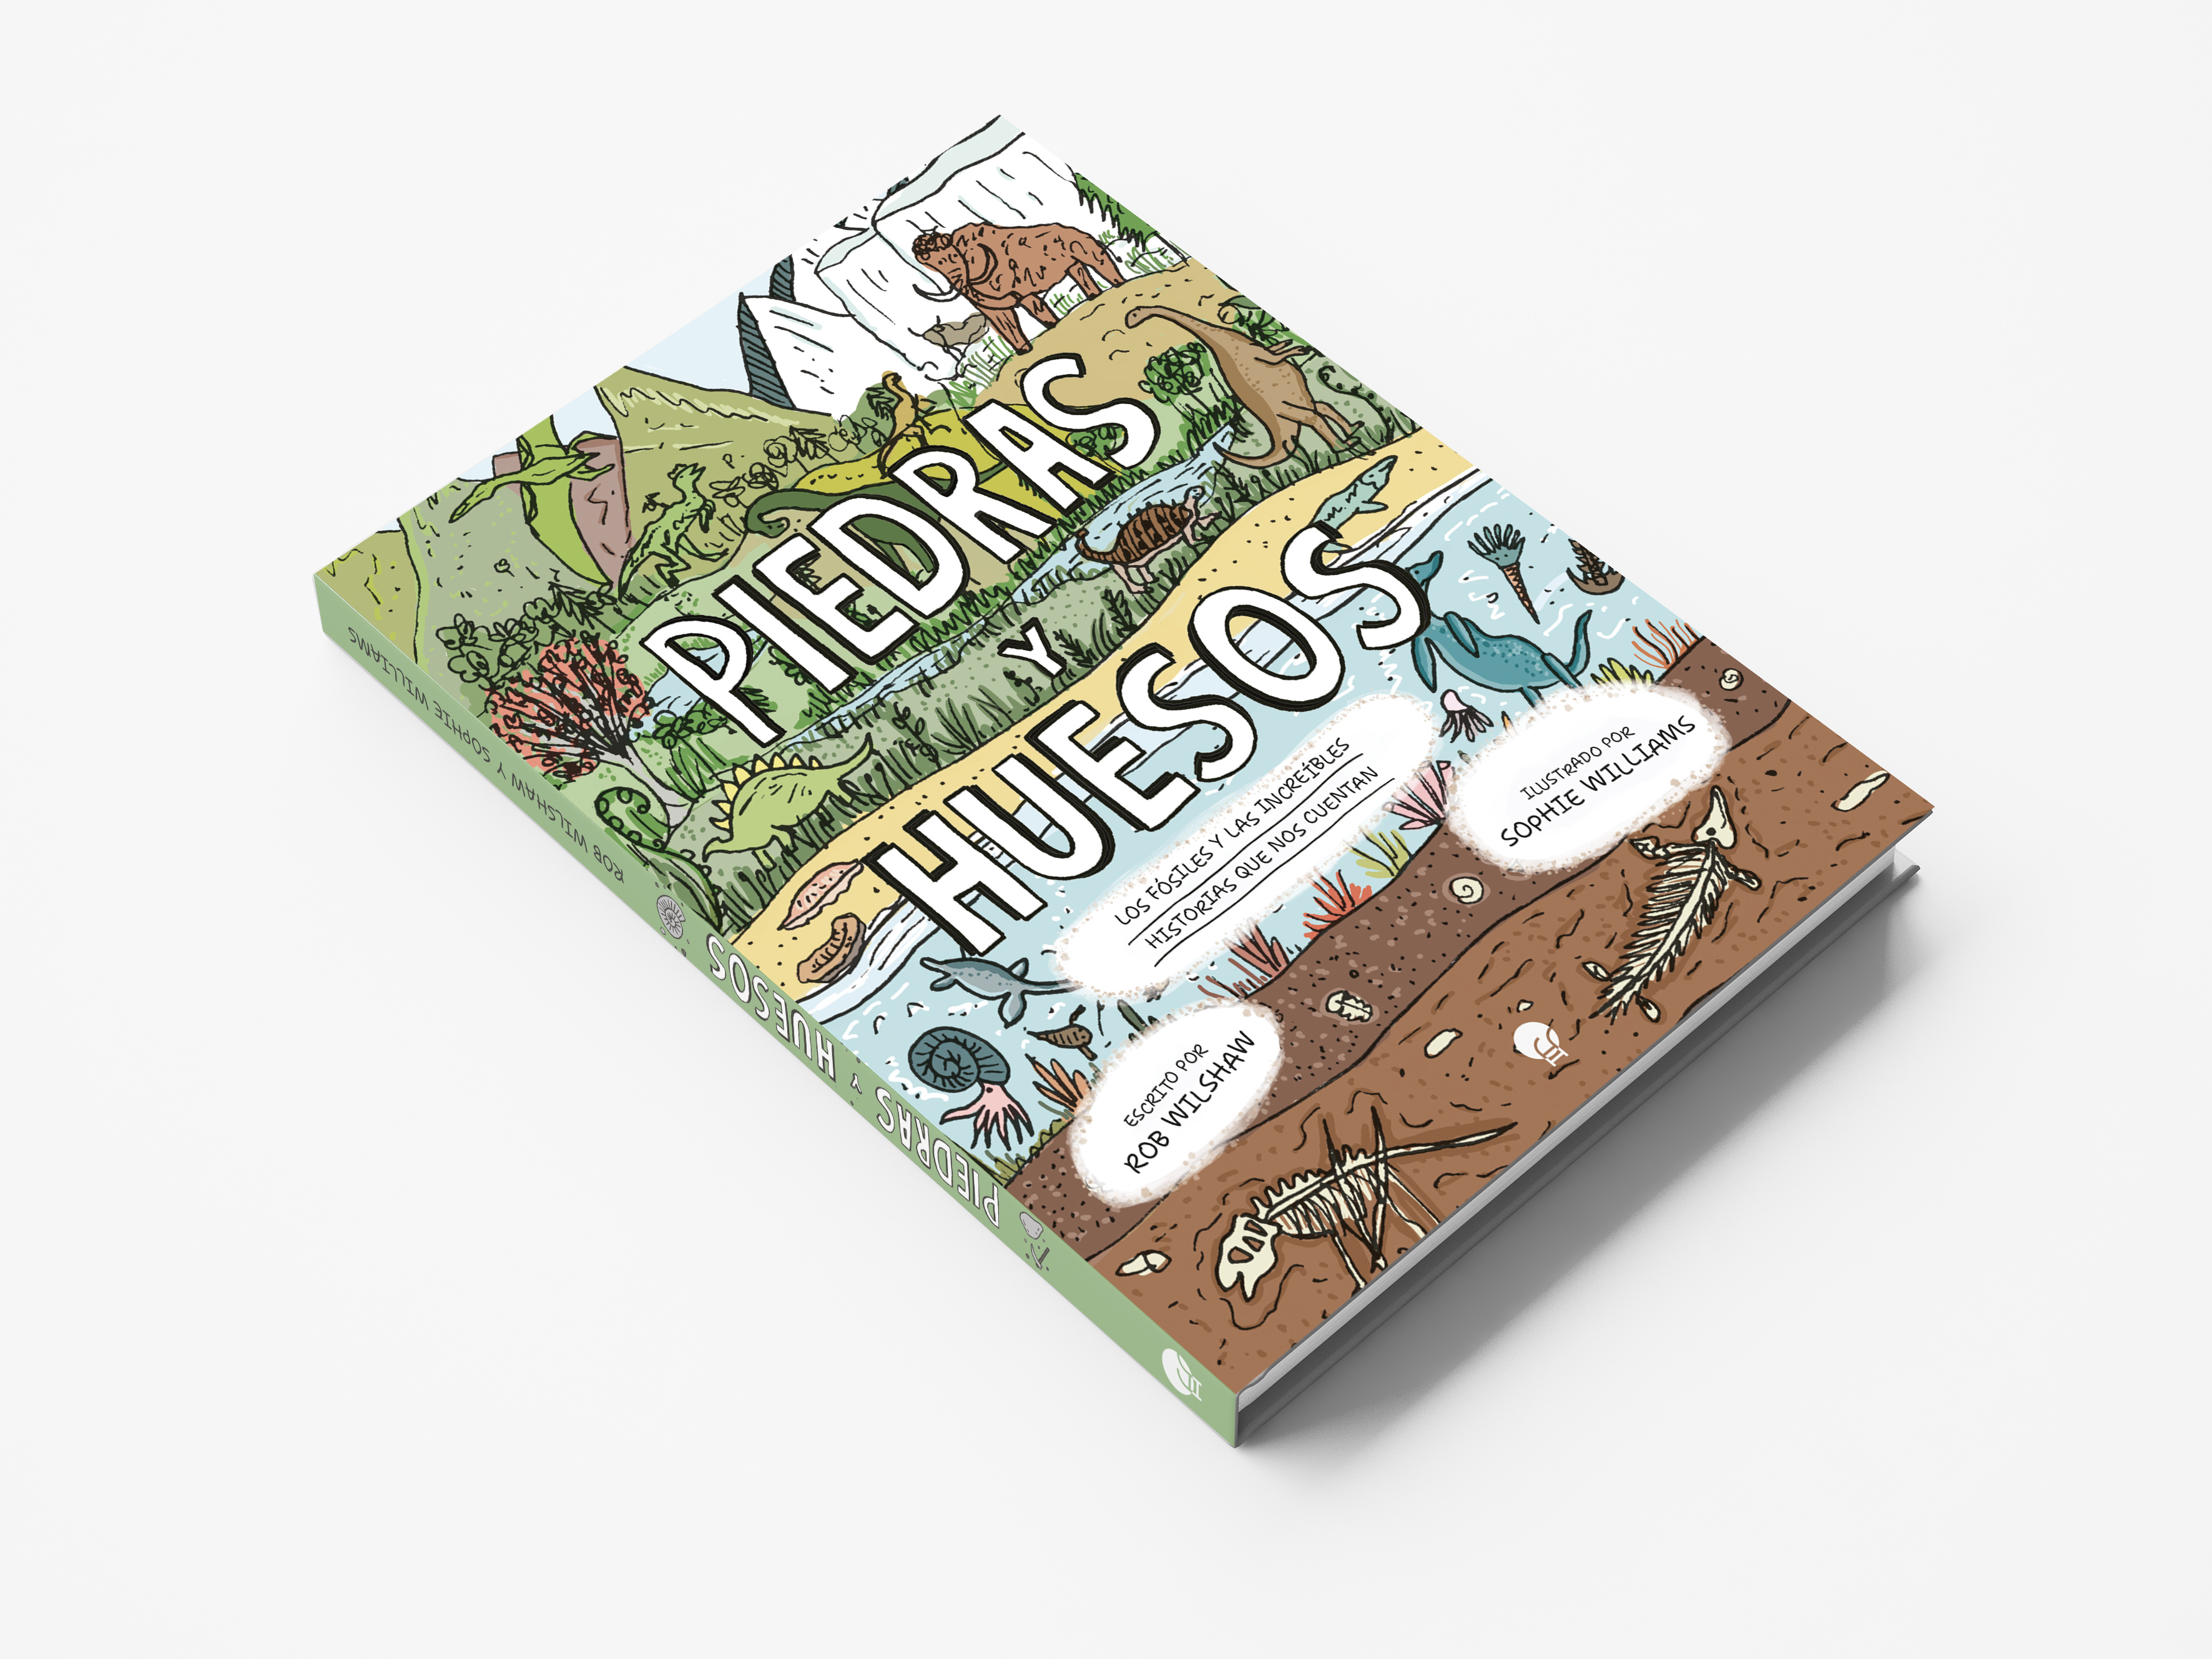 PIEDRAS
Y
HUESOS
LOS FÓSILES Y LAS INCREÍBLES
HISTORIAS QUE NOS CUENTAN
ILUSTRADO POR
SOPHIE WILLIAMS
ESCRITO POR
ROB WILSHAW
PIEDRAS Y HUESOS
ROB WILSHAW Y SOPHIE WILLIAMS